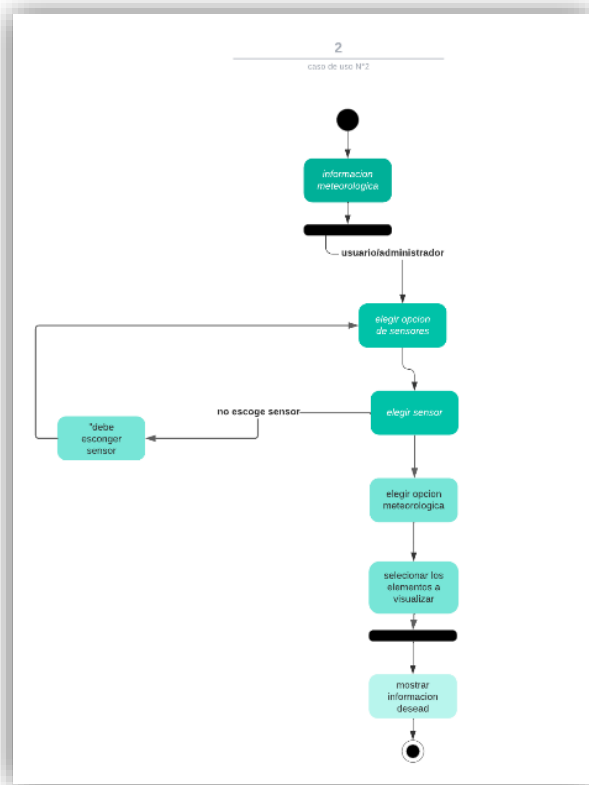 2
caso de uso N°2
informacion
meteorologica
usuario/administrador
elegir opcion
de sensores
no escoge sensor
elegir sensor
"debe
esconger
sensor
elegir opcion
meteorologica
selecionar los
elementos a
visualizar
mostrar
informacion
desead